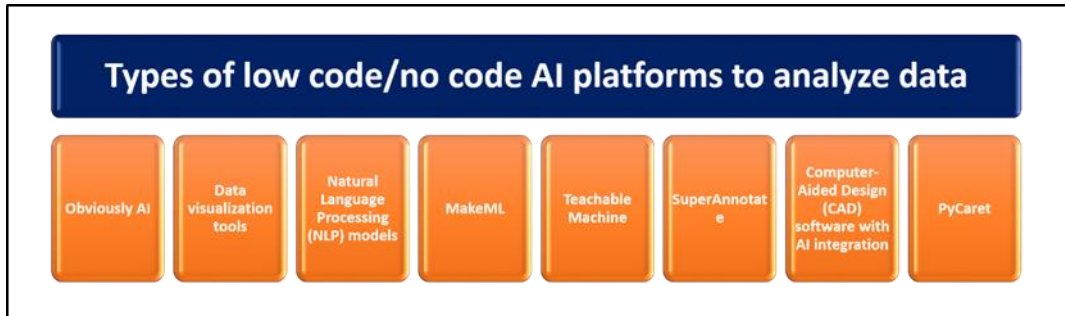 Types of low code/no code AI platforms to analyze data
Obviously AI
Data
visualization
tools
Natural
Language
Processing
(NLP) models
MakeML
Teachable
Machine
SuperAnnotat
e
Computer-
Aided Design
(CAD)
software with
AI integration
PyCaret